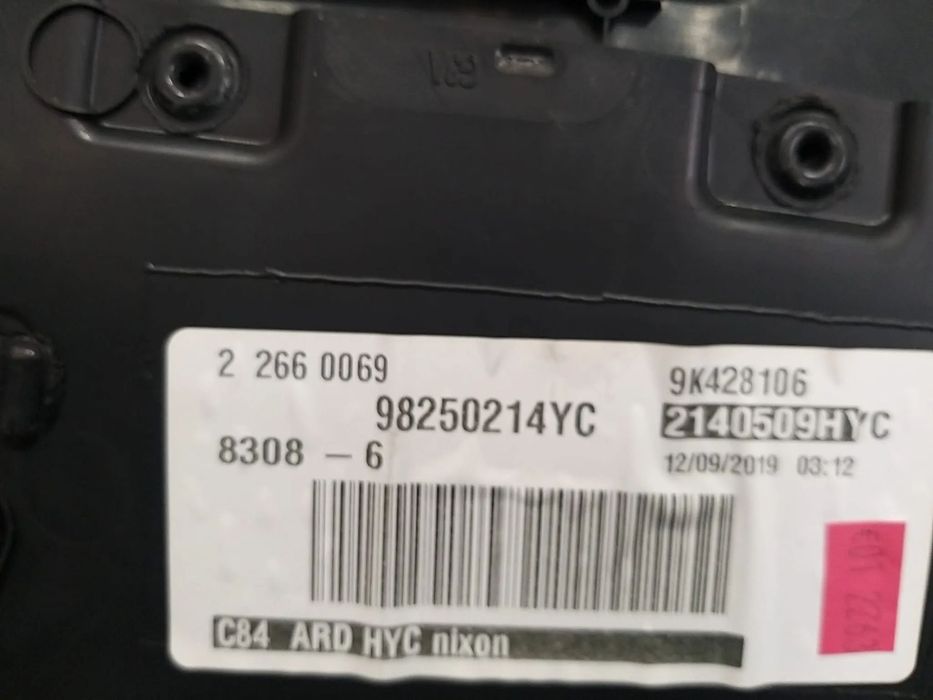 2 266 0069
9K428106
98250214YC
2140509HYC
8308 – 6
12/09/2019 03:12
C84 ARD HYC nixon